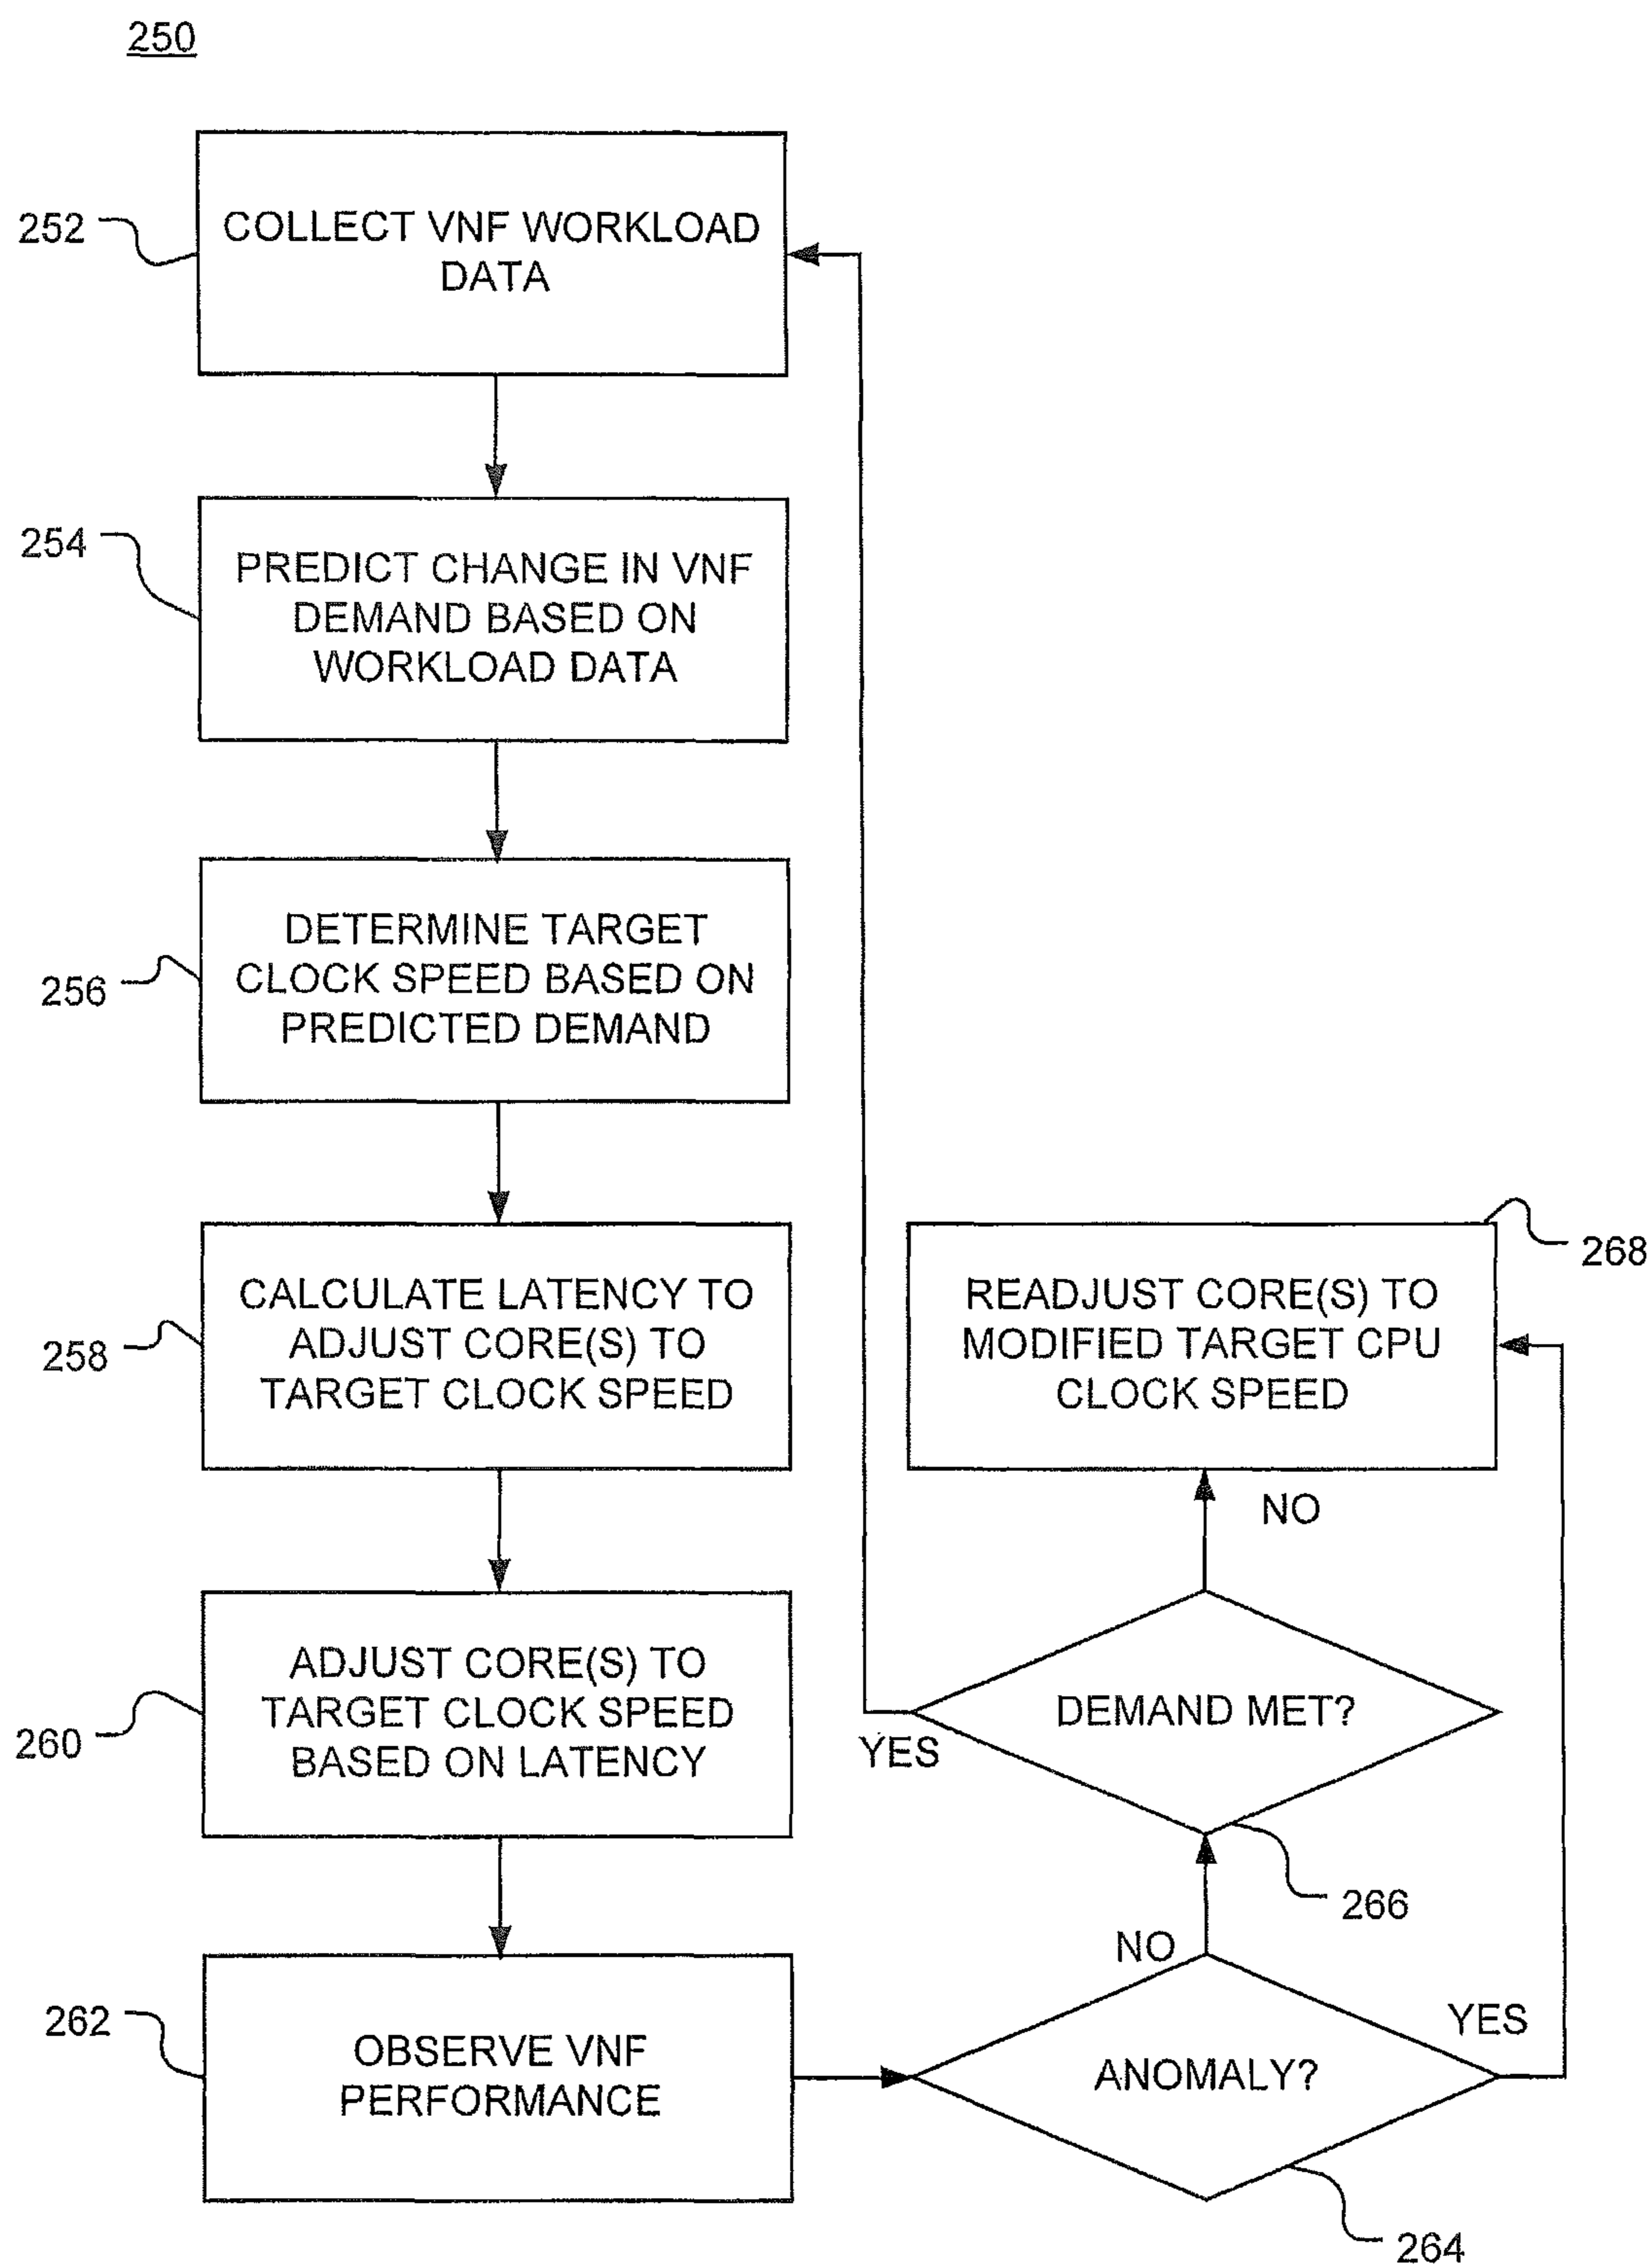 250
252
COLLECT VNF WORKLOAD
DATA
254
PREDICT CHANGE IN VNF
DEMAND BASED ON
WORKLOAD DATA
256
DETERMINE TARGET
CLOCK SPEED BASED ON
PREDICTED DEMAND
258
CALCULATE LATENCY TO
ADJUST CORE(S) TO
TARGET CLOCK SPEED
260
ADJUST CORE(S) TO
TARGET CLOCK SPEED
BASED ON LATENCY
262
OBSERVE VNF
PERFORMANCE
268
READJUST CORE(S) TO
MODIFIED TARGET CPU
CLOCK SPEED
NO
DEMAND MET?
YES
266
NO
YES
ANOMALY?
264